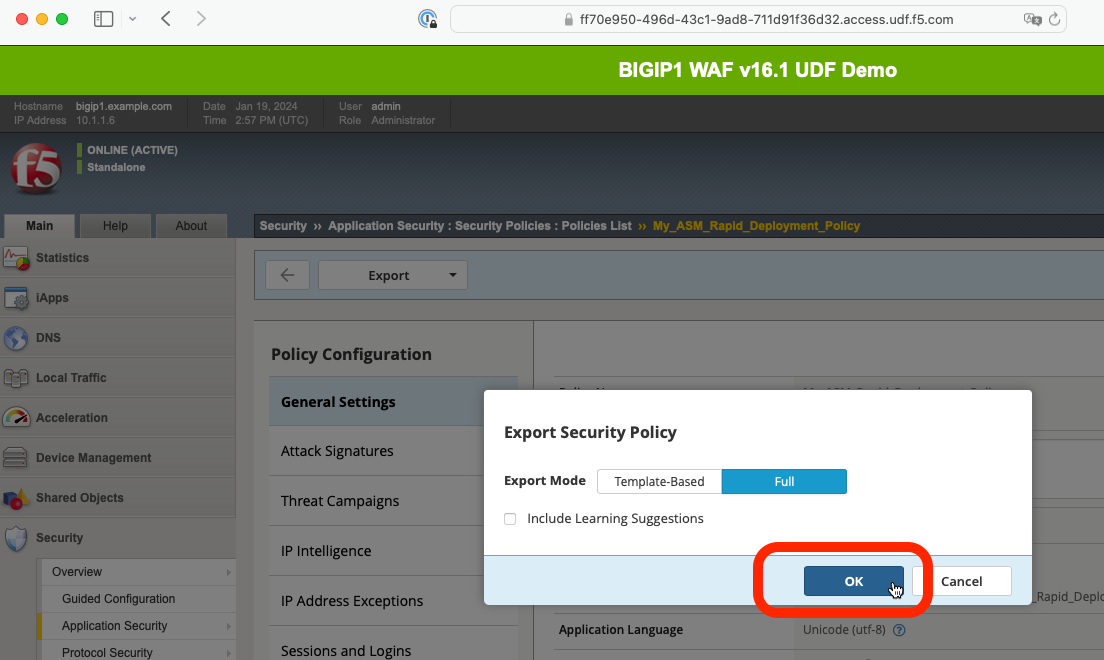 ff70e950-496d-43c1-9ad8-711d91f36d32.access.udf.f5.com
BIGIP1 WAF v16.1 UDF Demo
Hostname bigip1.example.com Date Jan 19, 2024 User admin
IP Address 10.1.1.6 Time 2:57 PM (UTC) Role Administrator
f5
ONLINE (ACTIVE)
Standalone
Main Help About
Security ›› Application Security : Security Policies : Policies List ›› My_ASM_Rapid_Deployment_Policy
Statistics
iApps
DNS
Local Traffic
Acceleration
Device Management
Shared Objects
Security
Overview
Guided Configuration
Application Security
Protocol Security
Export
Policy Configuration
General Settings
Attack Signatures
Threat Campaigns
IP Intelligence
IP Address Exceptions
Sessions and Logins
Export Security Policy
Export Mode Template-Based Full
Include Learning Suggestions
OK Cancel
_Rapid_Deplo
Application Language Unicode (utf-8)